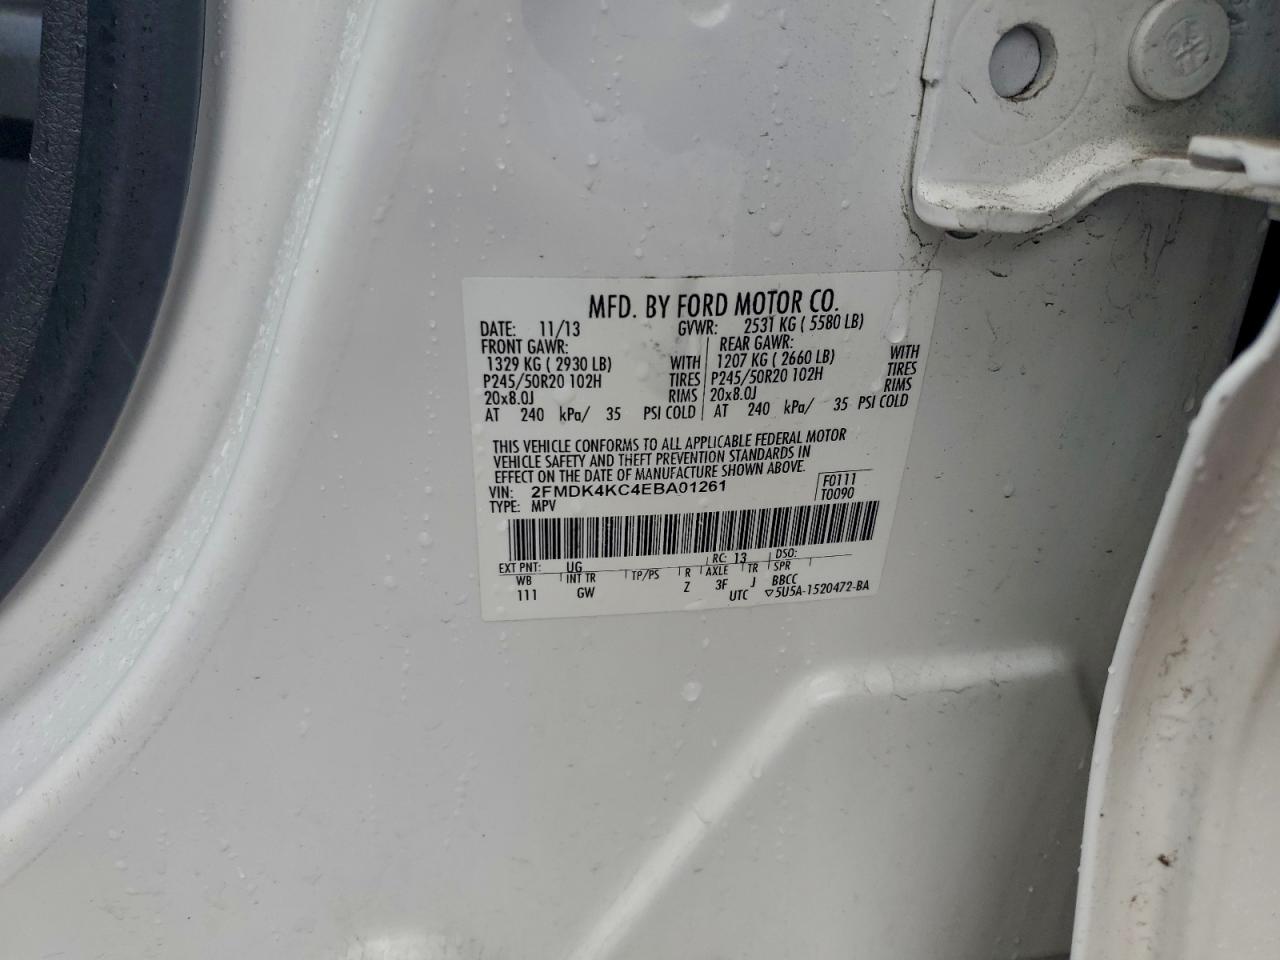 MFD. BY FORD MOTOR CO.
DATE: 11/13 GVWR: 2531 KG ( 5580 LB)
FRONT GAWR: REAR GAWR:
1329 KG ( 2930 LB) WITH 1207 KG ( 2660 LB) WITH
P245/50R20 102H TIRES P245/50R20 102H TIRES
20x8.0J RIMS 20x8.0J RIMS
AT 240 kPa/ 35 PSI COLD AT 240 kPa/ 35 PSI COLD
THIS VEHICLE CONFORMS TO ALL APPLICABLE FEDERAL MOTOR
VEHICLE SAFETY AND THEFT PREVENTION STANDARDS IN
EFFECT ON THE DATE OF MANUFACTURE SHOWN ABOVE.
VIN: 2FMDK4KC4EBA01261 F0111
TYPE: MPV T0090
EXT PNT: UG RC: 13 DSO:
WB INT TR TP/PS R AXLE TR SPR
111 GW Z 3F J BBCC
UTC ▽5U5A-1520472-BA